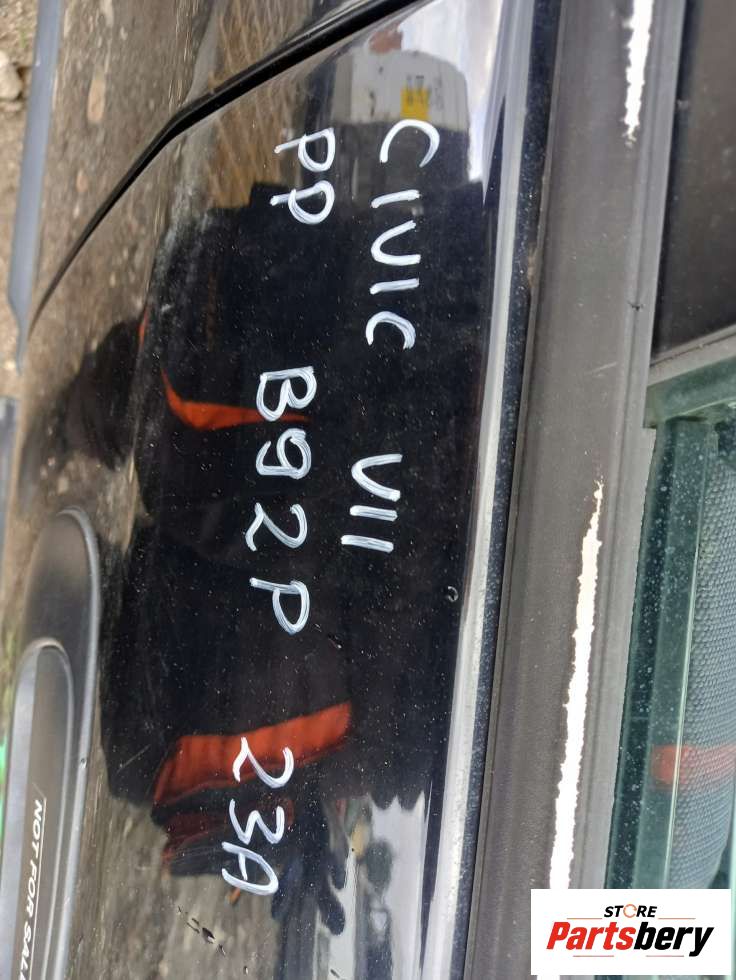 CIVIC VII
PP B92P 23A
NOT FOR SAL
STORE
Partsbery